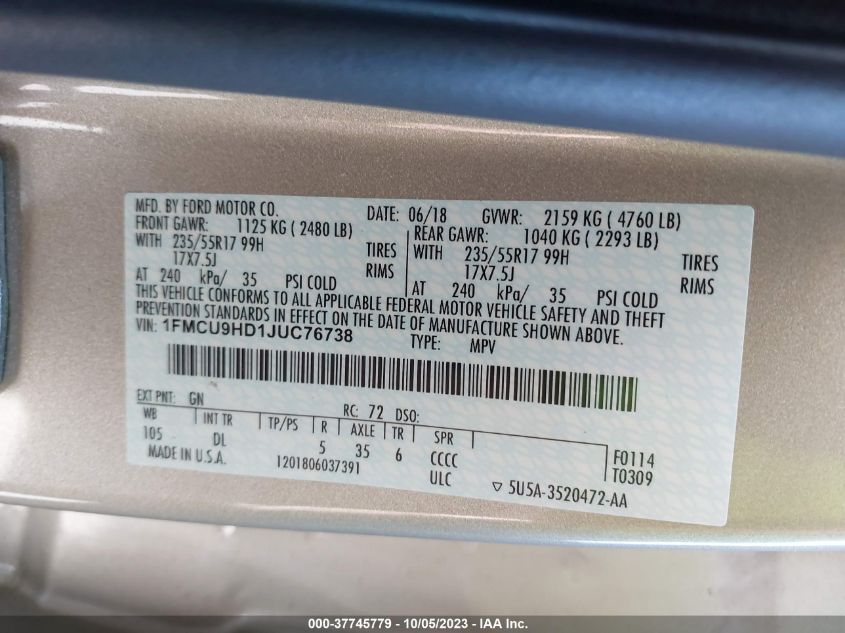 MFD. BY FORD MOTOR CO.
DATE: 06/18 GVWR: 2159 KG ( 4760 LB)
FRONT GAWR: 1125 KG ( 2480 LB)
WITH 235/55R17 99H TIRES
17X7.5J RIMS
AT 240 kPa/ 35 PSI COLD
REAR GAWR: 1040 KG ( 2293 LB)
WITH 235/55R17 99H TIRES
17X7.5J RIMS
AT 240 kPa/ 35 PSI COLD
THIS VEHICLE CONFORMS TO ALL APPLICABLE FEDERAL MOTOR VEHICLE SAFETY AND THEFT
PREVENTION STANDARDS IN EFFECT ON THE DATE OF MANUFACTURE SHOWN ABOVE.
VIN: 1FMCU9HD1JUC76738 TYPE: MPV
EXT PNT: GN RC: 72 DSO:
WB INT TR TP/PS R AXLE TR SPR
105 DL 5 35 6 CCCC F0114
MADE IN U.S.A. 1201806037391 ULC T0309
▽ 5U5A-3520472-AA
000-37745779 - 10/05/2023 - IAA Inc.